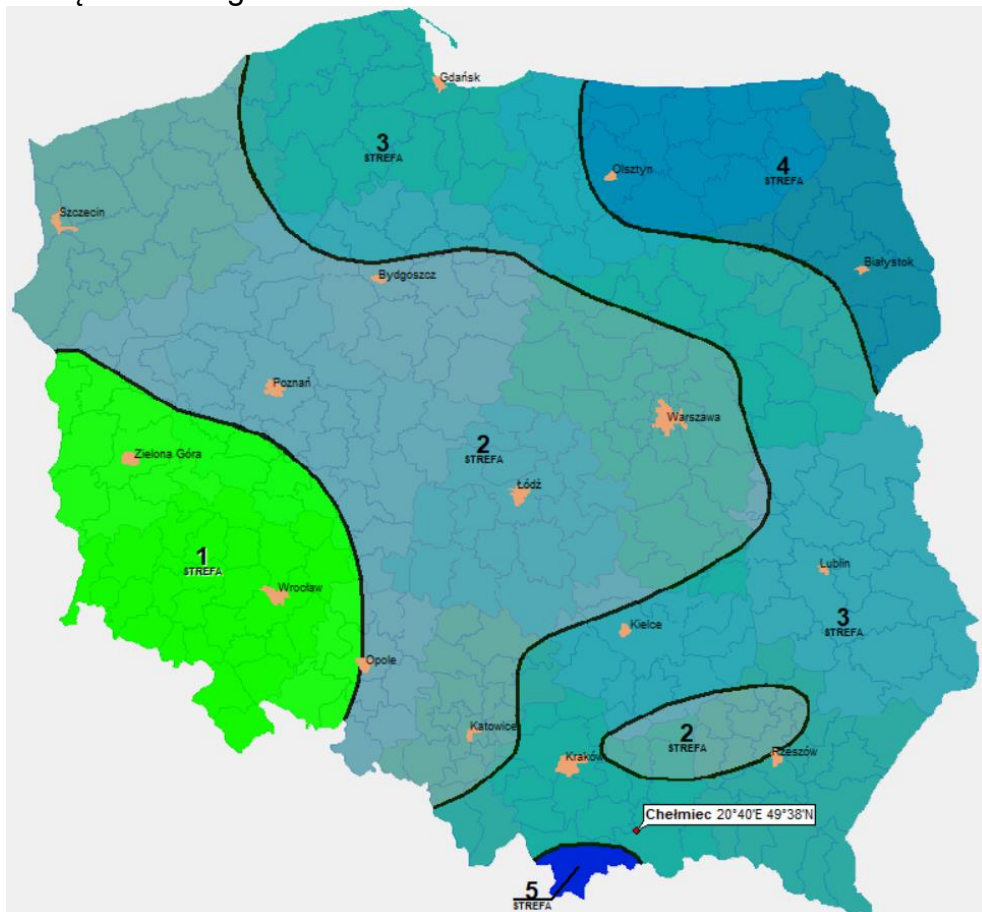 Gdańsk
3
STREFA
Olsztyn
4
STREFA
Szczecin
Bydgoszcz
Białystok
Poznań
Warszawa
Zielona Góra
2
STREFA
Łódź
1
STREFA
Wrocław
Lublin
3
STREFA
Kielce
Opole
Katowice
2
STREFA
Kraków
Rzeszów
Chełmiec 20°40'E 49°38'N
5
STREFA